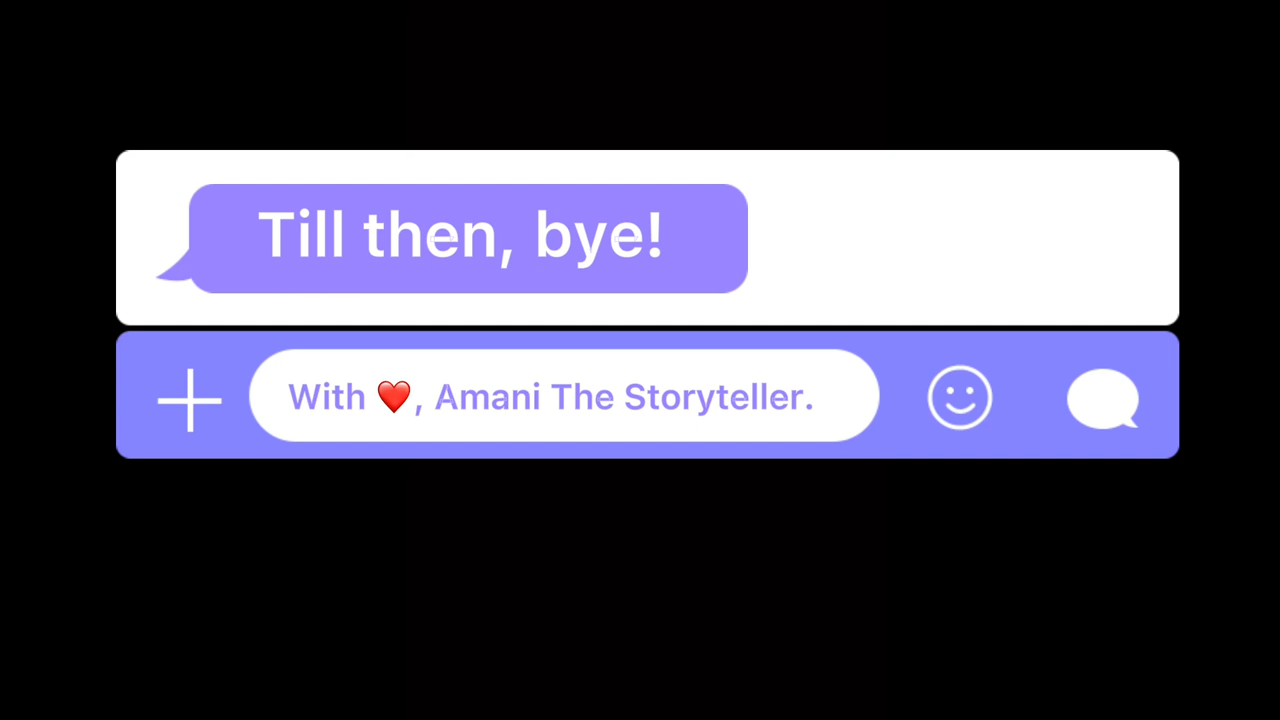 Till then, bye!
With ❤️, Amani The Storyteller.